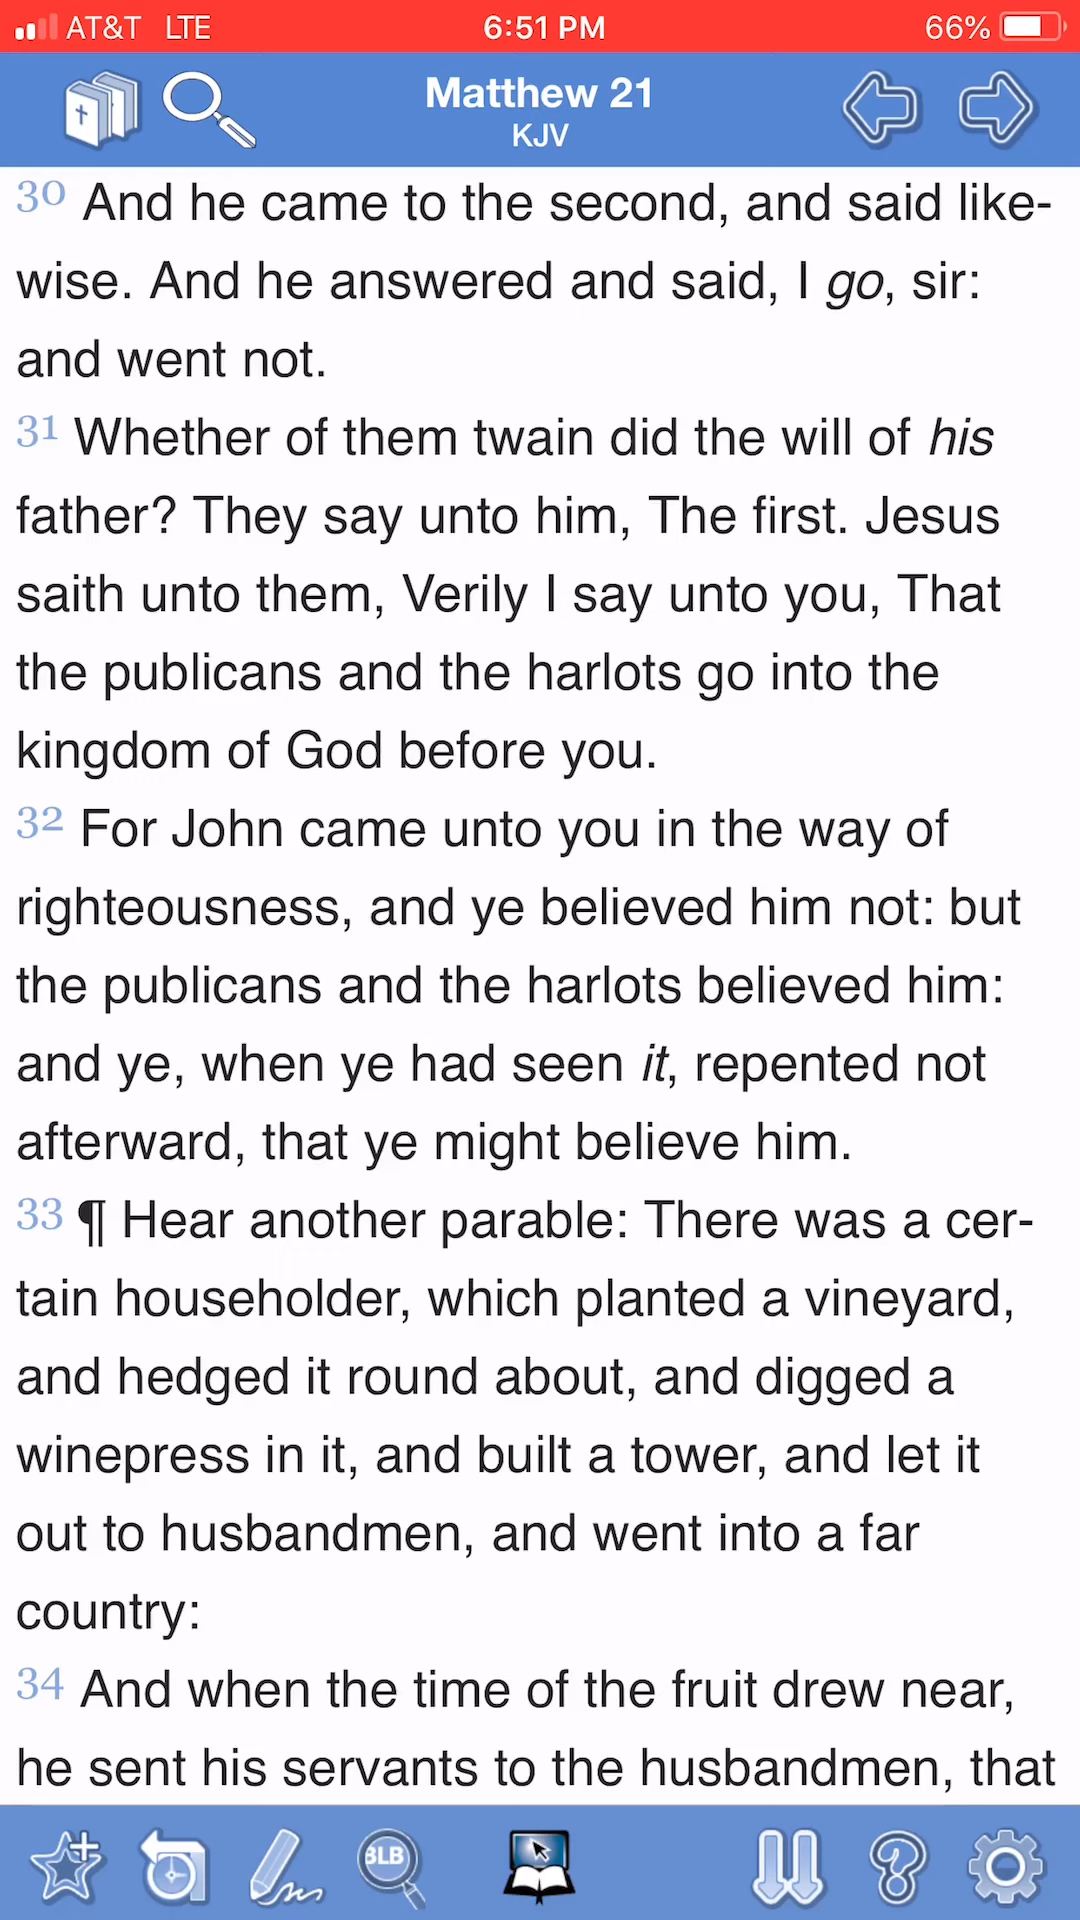 AT&T LTE 6:51 PM 66%
Matthew 21
KJV
30 And he came to the second, and said like-
wise. And he answered and said, I go, sir:
and went not.
31 Whether of them twain did the will of his
father? They say unto him, The first. Jesus
saith unto them, Verily I say unto you, That
the publicans and the harlots go into the
kingdom of God before you.
32 For John came unto you in the way of
righteousness, and ye believed him not: but
the publicans and the harlots believed him:
and ye, when ye had seen it, repented not
afterward, that ye might believe him.
33 ¶ Hear another parable: There was a cer-
tain householder, which planted a vineyard,
and hedged it round about, and digged a
winepress in it, and built a tower, and let it
out to husbandmen, and went into a far
country:
34 And when the time of the fruit drew near,
he sent his servants to the husbandmen, that
BLB